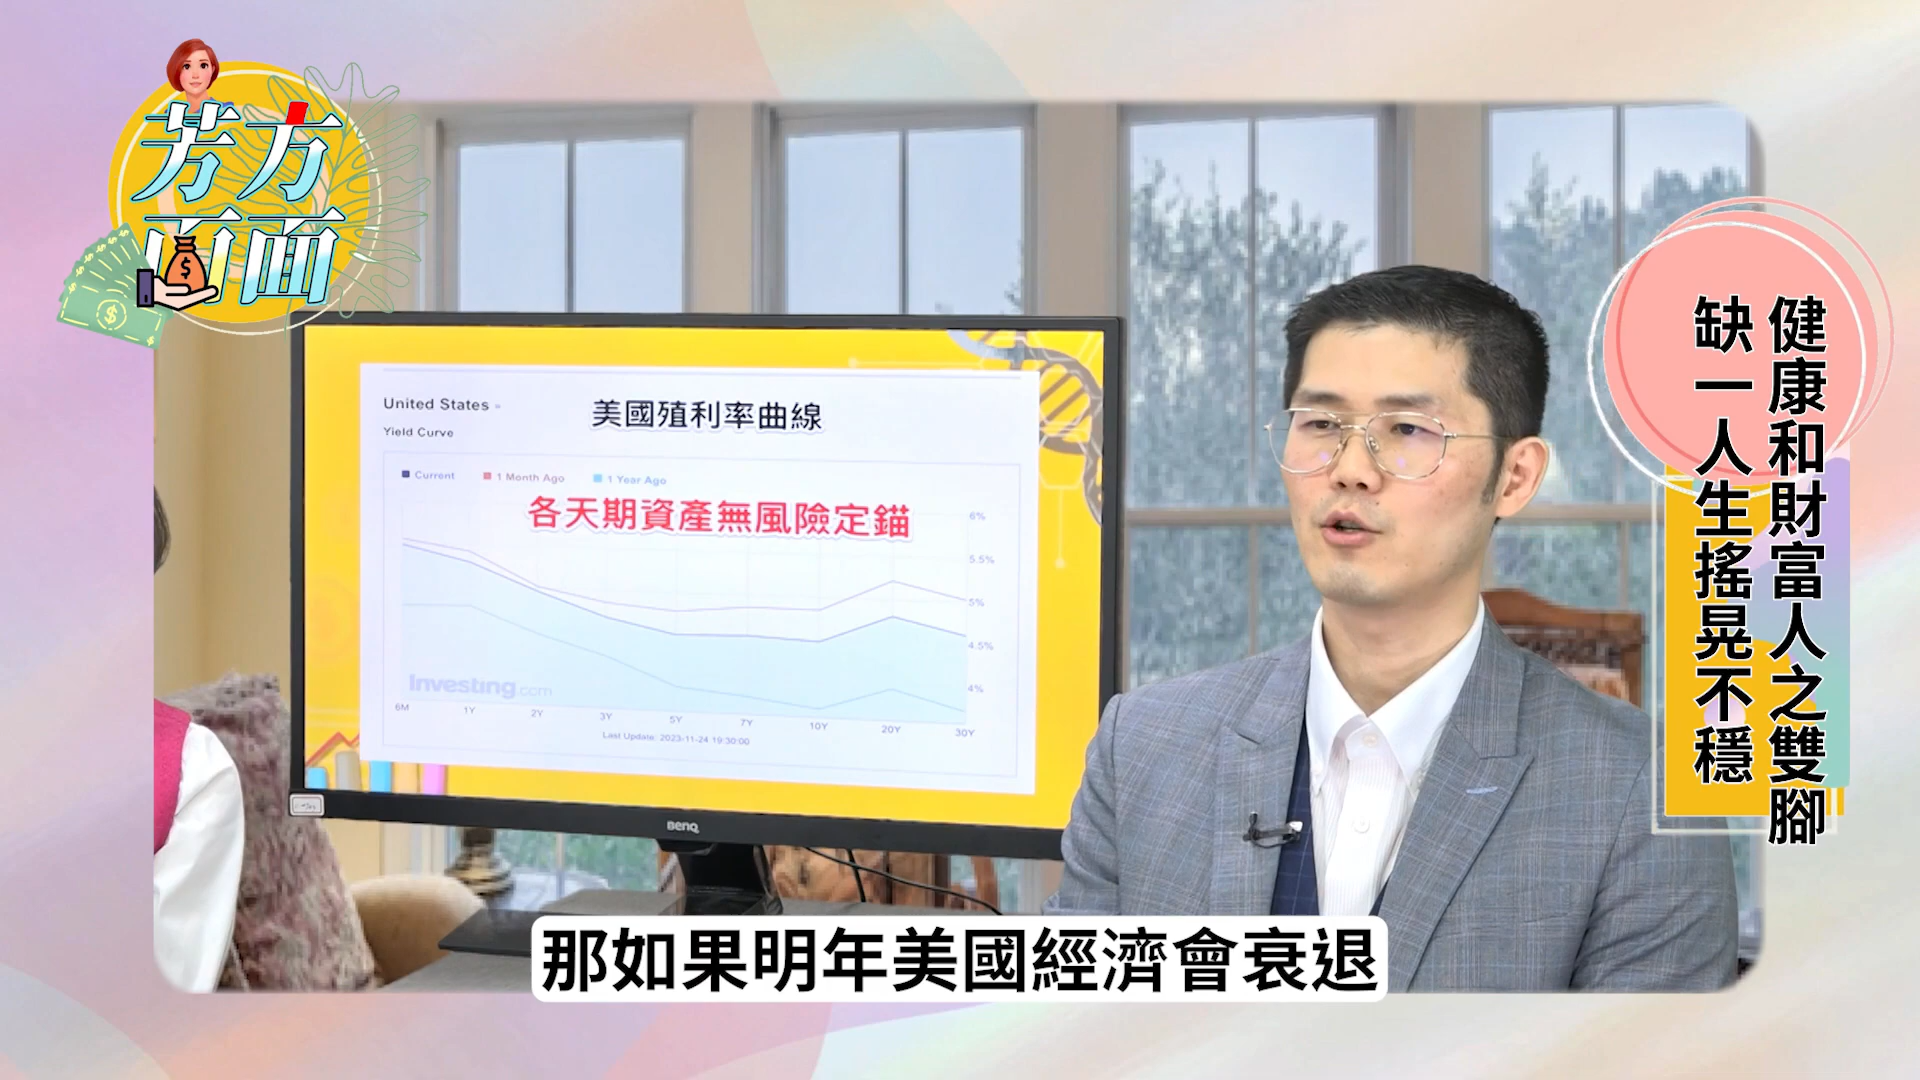 芳方
面面
United States
美國殖利率曲線
Yield Curve
Current
1 Month Ago
1 Year Ago
各天期資產無風險定錨
6%
5.5%
5%
4.5%
4%
Investing.com
6M
1Y
2Y
3Y
5Y
7Y
10Y
20Y
30Y
Last Update: 2023-11-24 19:30:00
BenQ
健康和財富人之雙腳
缺一人生搖晃不穩
那如果明年美國經濟會衰退